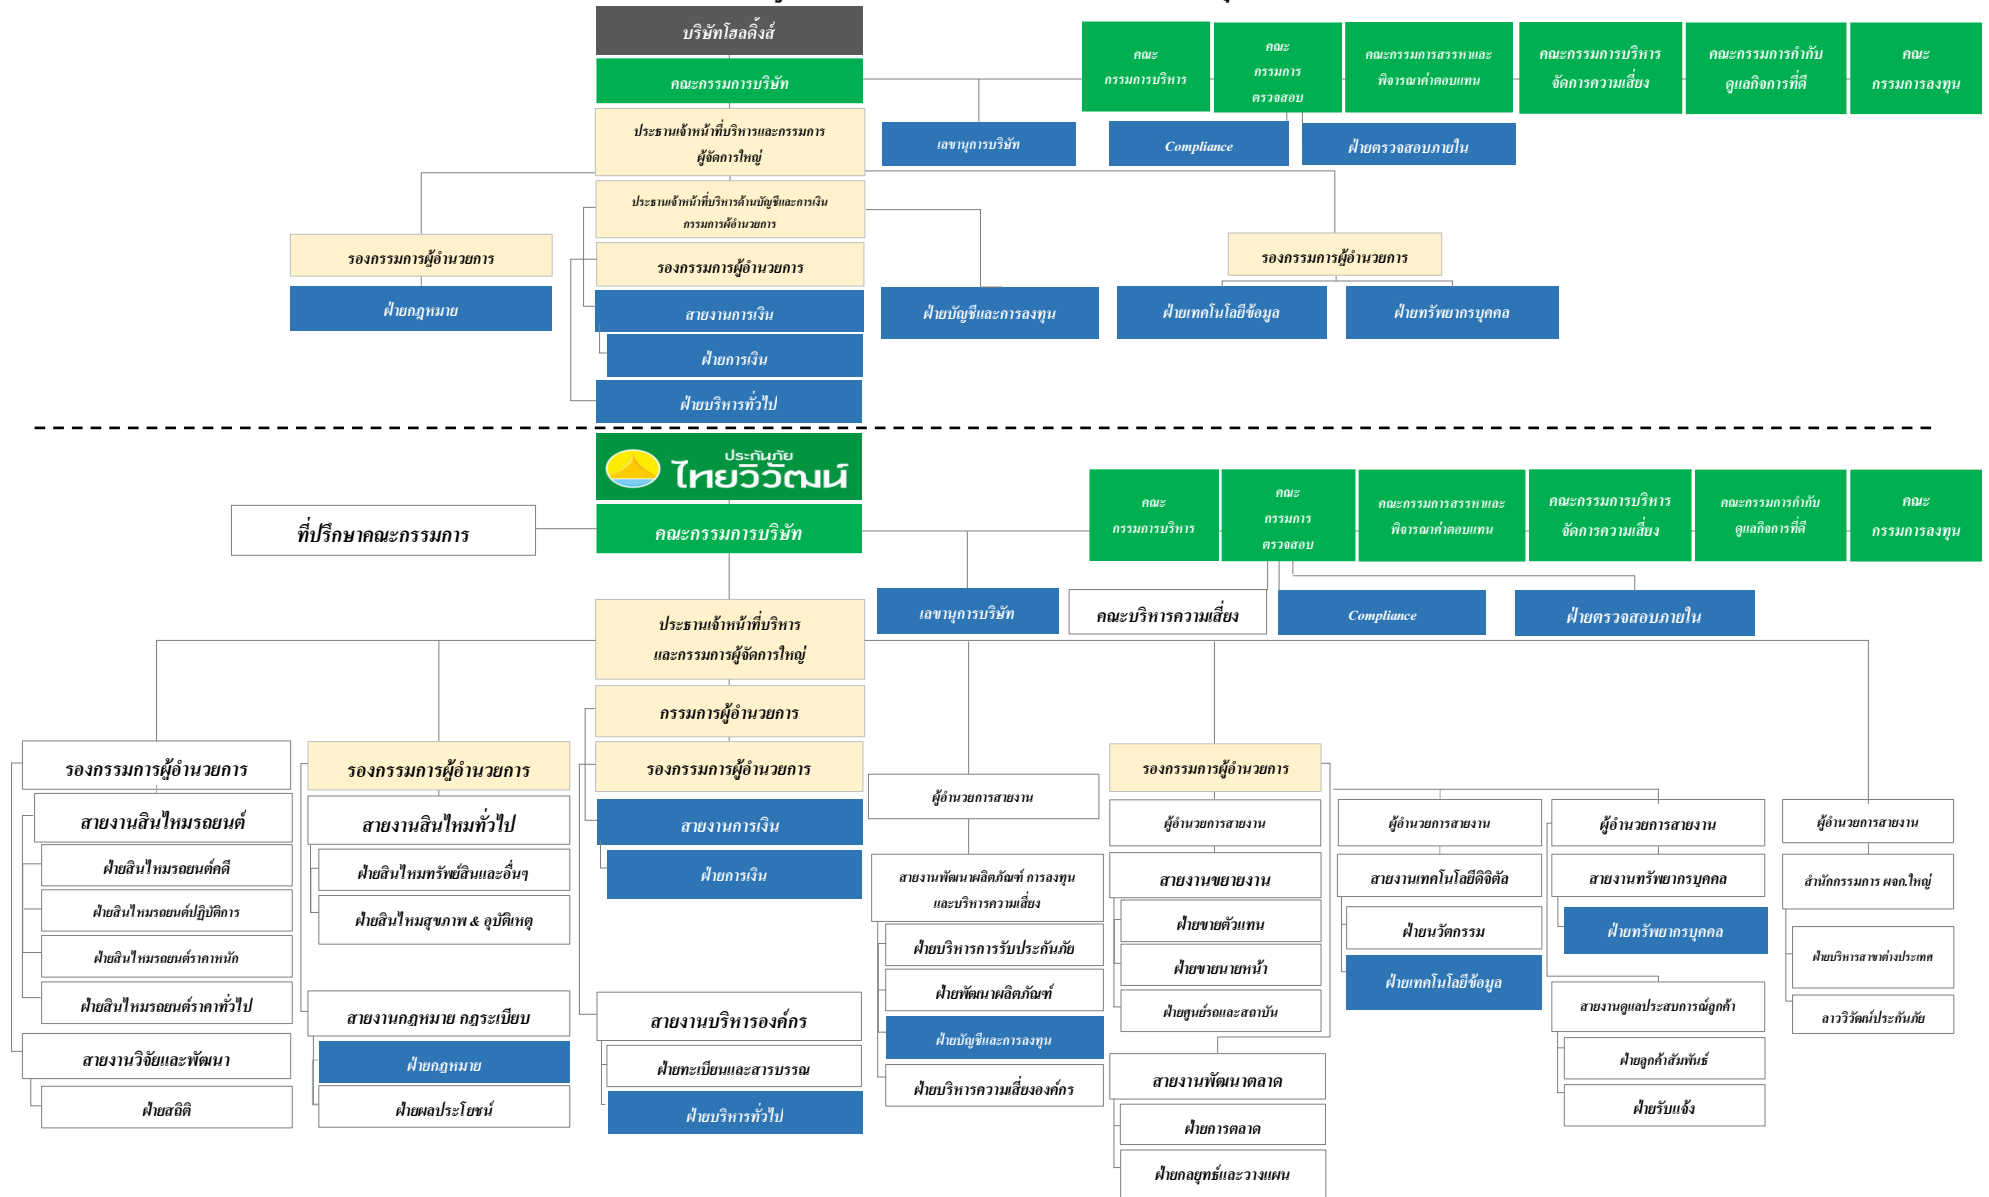 บริษัทโฮลดิ้งส์
คณะกรรมการบริษัท
คณะ
กรรมการบริหาร
คณะ
กรรมการ
ตรวจสอบ
คณะกรรมการสรรหาและ
พิจารณาค่าตอบแทน
คณะกรรมการบริหาร
จัดการความเสี่ยง
คณะกรรมการกำกับ
ดูแลกิจการที่ดี
คณะ
กรรมการลงทุน
ประธานเจ้าหน้าที่บริหารและกรรมการ
ผู้จัดการใหญ่
เลขานุการบริษัท
Compliance
ฝ่ายตรวจสอบภายใน
ประธานเจ้าหน้าที่บริหารด้านบัญชีและการเงิน
กรรมการผู้อำนวยการ
รองกรรมการผู้อำนวยการ
รองกรรมการผู้อำนวยการ
รองกรรมการผู้อำนวยการ
ฝ่ายกฎหมาย
สายงานการเงิน
ฝ่ายบัญชีและการลงทุน
ฝ่ายเทคโนโลยีข้อมูล
ฝ่ายทรัพยากรบุคคล
ฝ่ายการเงิน
ฝ่ายบริหารทั่วไป
ประกันภัย
ไทยวิวัฒน์
ที่ปรึกษาคณะกรรมการ
คณะกรรมการบริษัท
คณะ
กรรมการบริหาร
คณะ
กรรมการ
ตรวจสอบ
คณะกรรมการสรรหาและ
พิจารณาค่าตอบแทน
คณะกรรมการบริหาร
จัดการความเสี่ยง
คณะกรรมการกำกับ
ดูแลกิจการที่ดี
คณะ
กรรมการลงทุน
เลขานุการบริษัท
คณะบริหารความเสี่ยง
Compliance
ฝ่ายตรวจสอบภายใน
ประธานเจ้าหน้าที่บริหาร
และกรรมการผู้จัดการใหญ่
กรรมการผู้อำนวยการ
รองกรรมการผู้อำนวยการ
สายงานสินไหมรถยนต์
ฝ่ายสินไหมรถยนต์คดี
ฝ่ายสินไหมรถยนต์ปฏิบัติการ
ฝ่ายสินไหมรถยนต์ราคาหนัก
ฝ่ายสินไหมรถยนต์ราคาทั่วไป
สายงานวิจัยและพัฒนา
ฝ่ายสถิติ
รองกรรมการผู้อำนวยการ
สายงานสินไหมทั่วไป
ฝ่ายสินไหมทรัพย์สินและอื่นๆ
ฝ่ายสินไหมสุขภาพ & อุบัติเหตุ
สายงานกฎหมาย กฎระเบียบ
ฝ่ายกฎหมาย
ฝ่ายผลประโยชน์
รองกรรมการผู้อำนวยการ
สายงานการเงิน
ฝ่ายการเงิน
สายงานบริหารองค์กร
ฝ่ายทะเบียนและสารบรรณ
ฝ่ายบริหารทั่วไป
ผู้อำนวยการสายงาน
สายงานพัฒนาผลิตภัณฑ์ การลงทุน
และบริหารความเสี่ยง
ฝ่ายบริหารการรับประกันภัย
ฝ่ายพัฒนาผลิตภัณฑ์
ฝ่ายบัญชีและการลงทุน
ฝ่ายบริหารความเสี่ยงองค์กร
รองกรรมการผู้อำนวยการ
ผู้อำนวยการสายงาน
สายงานขยายงาน
ฝ่ายขายตัวแทน
ฝ่ายขายนายหน้า
ฝ่ายศูนย์รถและสถาบัน
สายงานพัฒนาตลาด
ฝ่ายการตลาด
ฝ่ายกลยุทธ์และวางแผน
ผู้อำนวยการสายงาน
สายงานเทคโนโลยีดิจิตัล
ฝ่ายนวัตกรรม
ฝ่ายเทคโนโลยีข้อมูล
ผู้อำนวยการสายงาน
สายงานทรัพยากรบุคคล
ฝ่ายทรัพยากรบุคคล
สายงานดูแลประสบการณ์ลูกค้า
ฝ่ายลูกค้าสัมพันธ์
ฝ่ายรับแจ้ง
ผู้อำนวยการสายงาน
สำนักกรรมการ ผจก.ใหญ่
ฝ่ายบริหารสาขาต่างประเทศ
ลาววิวัฒน์ประกันภัย